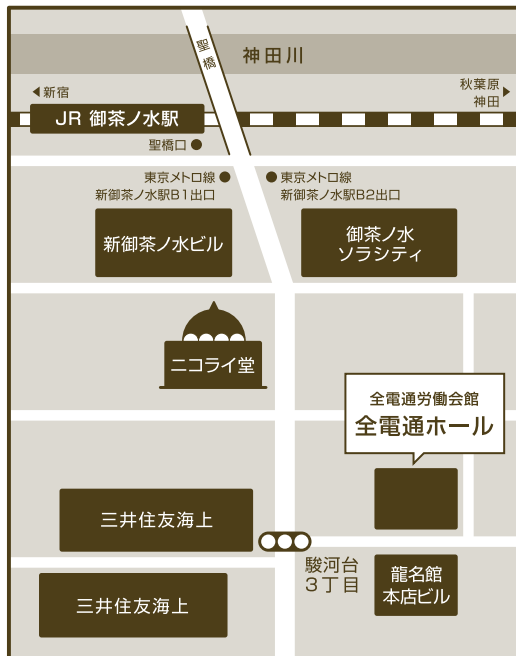 聖橋
神田川
新宿
秋葉原
神田
JR 御茶ノ水駅
聖橋口
東京メトロ線
新御茶ノ水駅B1出口
東京メトロ線
新御茶ノ水駅B2出口
新御茶ノ水ビル
御茶ノ水
ソラシティ
ニコライ堂
全電通労働会館
全電通ホール
三井住友海上
駿河台
3丁目
龍名館
本店ビル
三井住友海上